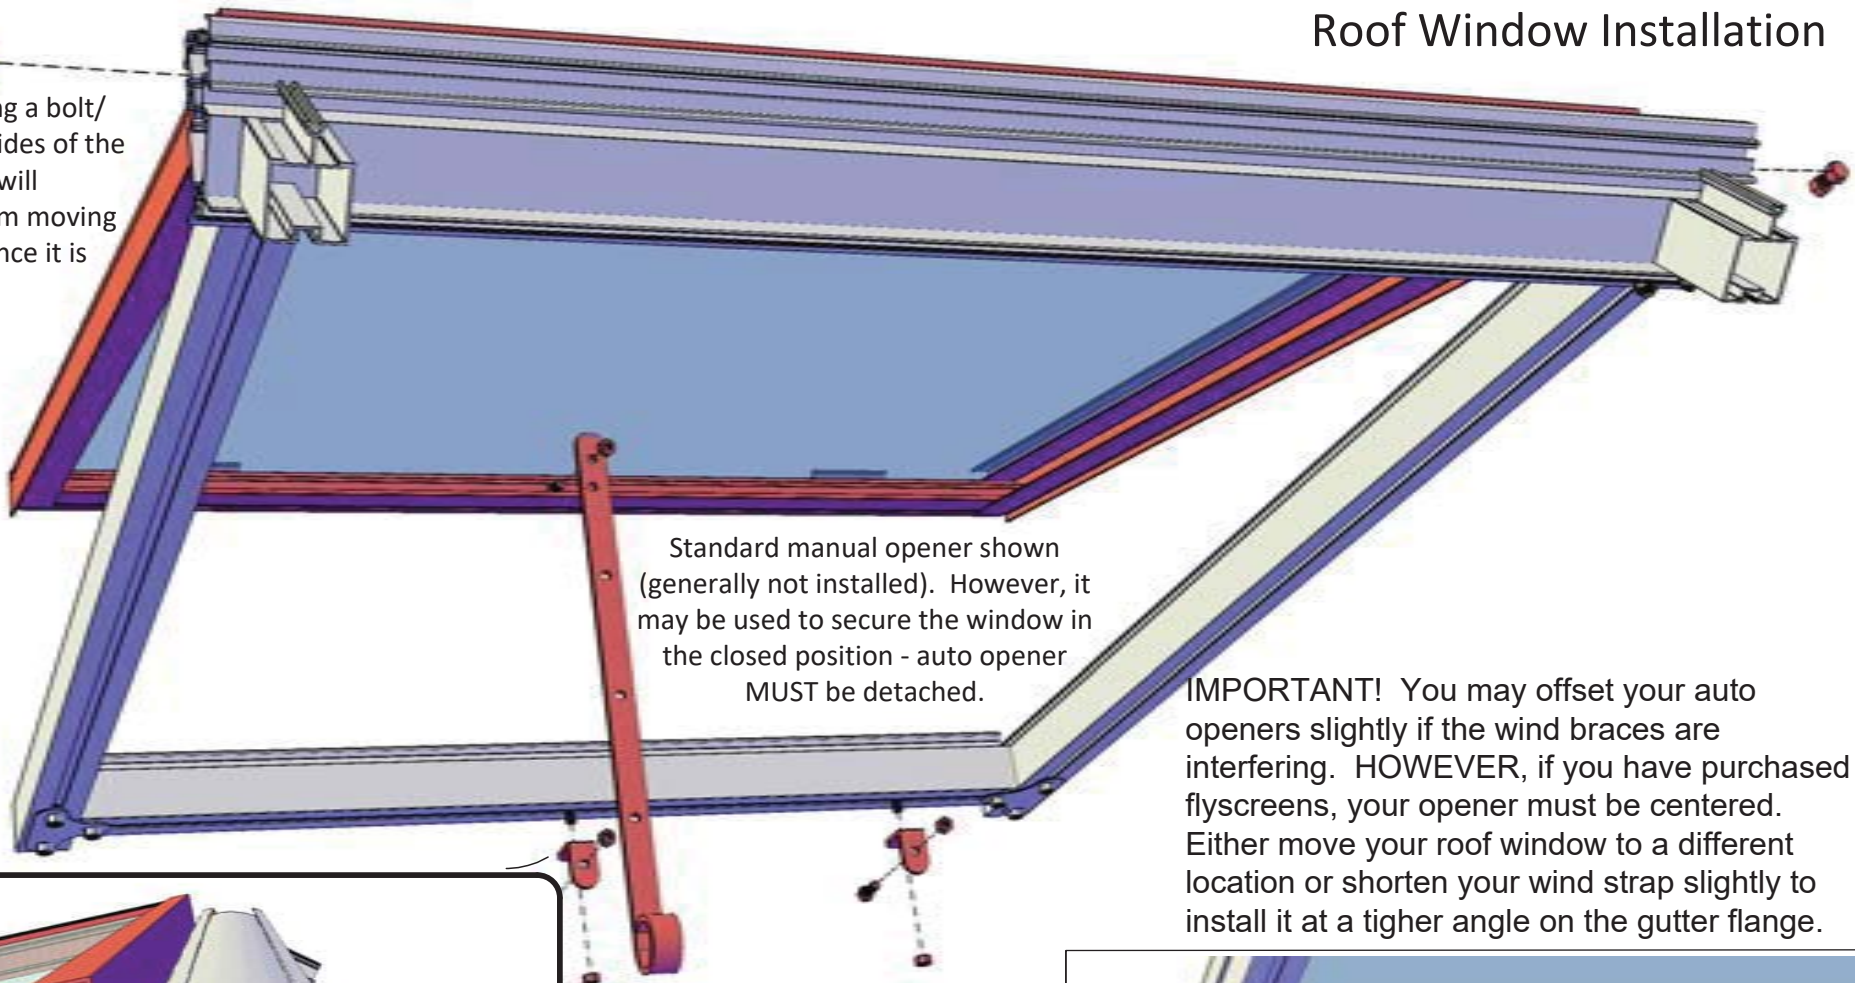 Roof Window Installation
ng a bolt/
ides of the
will
m moving
nce it is
Standard manual opener shown
(generally not installed).  However, it
may be used to secure the window in
the closed position - auto opener
MUST be detached.
IMPORTANT!  You may offset your auto
openers slightly if the wind braces are
interfering.  HOWEVER, if you have purchased
flyscreens, your opener must be centered.
Either move your roof window to a different
location or shorten your wind strap slightly to
install it at a tigher angle on the gutter flange.